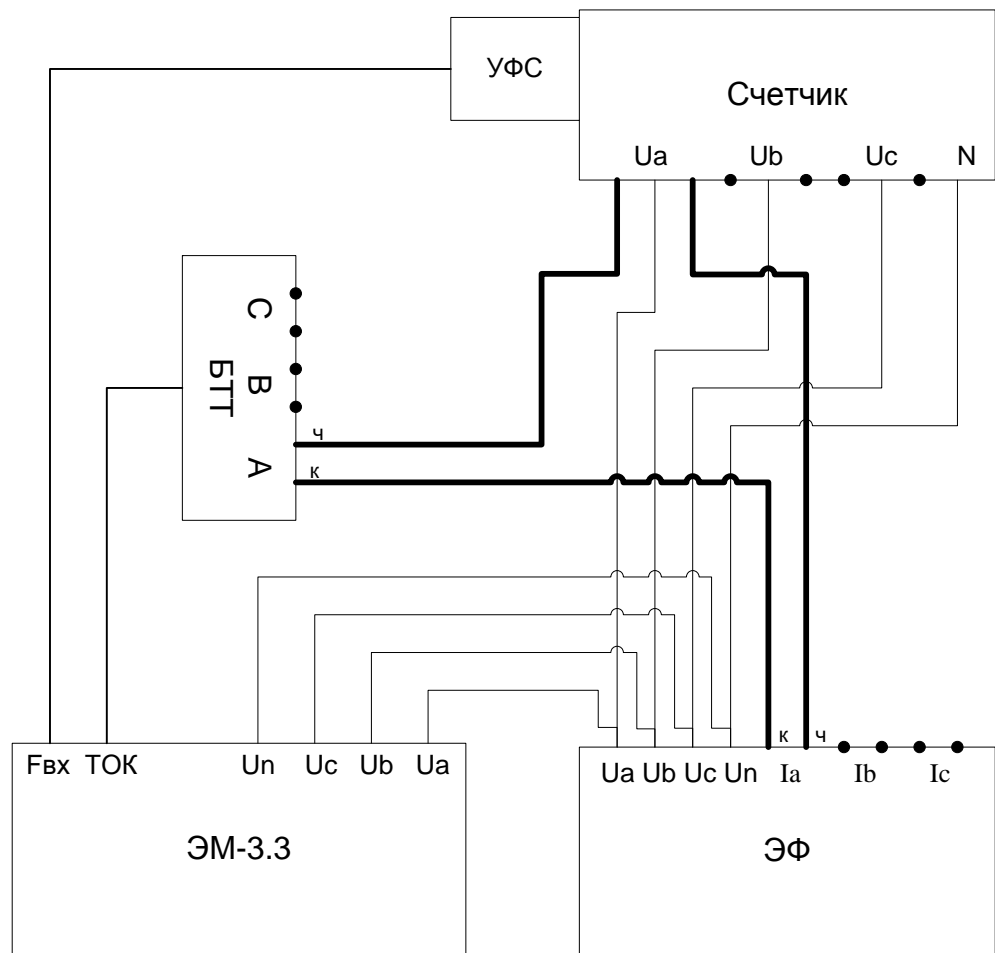 УФС
Счетчик
Ua Ub Uc N
C
B
БТТ
A
ч
к
к ч
Fвх ТОК Un Uc Ub Ua
Ua Ub Uc Un Ia Ib Ic
ЭМ-3.3
ЭФ